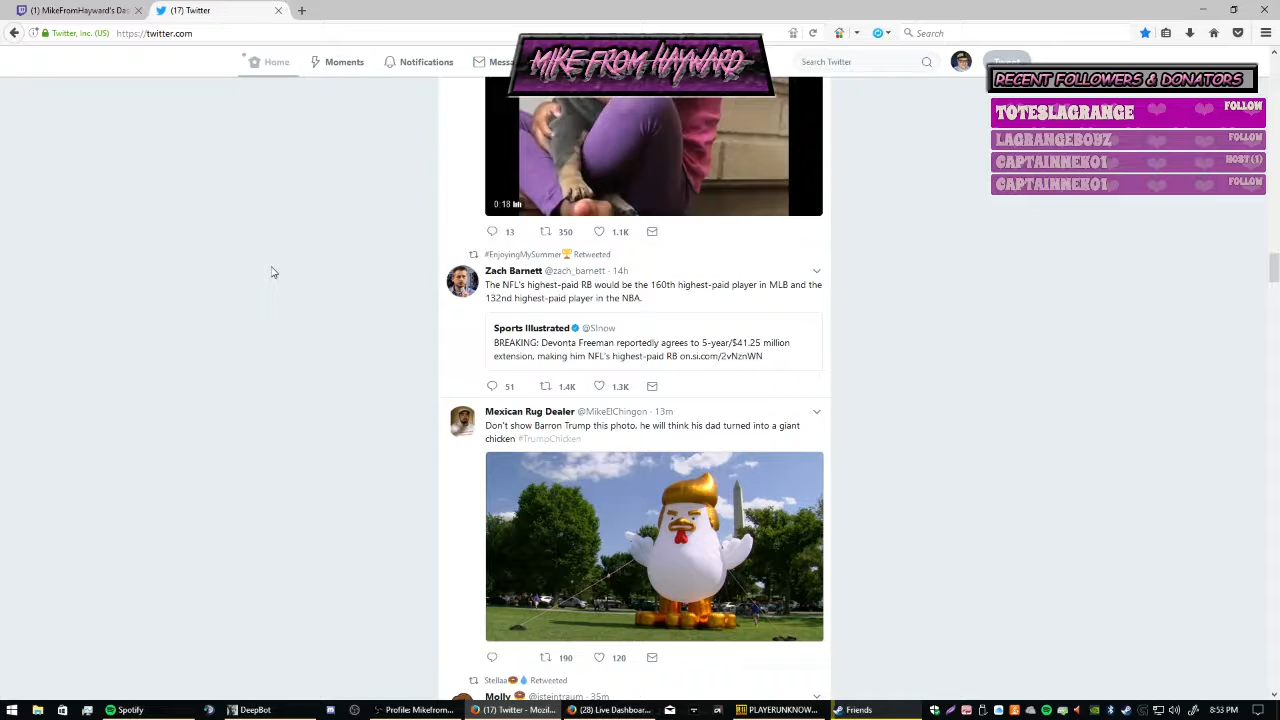 (1) MikeFromHayward's Da
(17) Twitter
Twitter, Inc. (US)
https://twitter.com
Search
Home
Moments
Notifications
Messa
MIKE FROM HAYWARD
Search Twitter
Tweet
RECENT FOLLOWERS & DONATORS
TOTESLAGRANGE FOLLOW
LAGRANGEBOYZ FOLLOW
CAPTAINNEKO1 HOST (1)
CAPTAINNEKO1 FOLLOW
0:18
13 350 1.1K
#EnjoyingMySummer🏆 Retweeted
Zach Barnett @zach_barnett · 14h
The NFL's highest-paid RB would be the 160th highest-paid player in MLB and the
132nd highest-paid player in the NBA.
Sports Illustrated @SInow
BREAKING: Devonta Freeman reportedly agrees to 5-year/$41.25 million
extension, making him NFL's highest-paid RB on.si.com/2vNznWN
51 1.4K 1.3K
Mexican Rug Dealer @MikeElChingon · 13m
Don't show Barron Trump this photo, he will think his dad turned into a giant
chicken #TrumpChicken
190 120
Stellaa🍩💧 Retweeted
Molly 🍩 @isteintraum · 35m
Spotify
DeepBot
Profile Mikefrom...
(17) Twitter - Mozil...
(28) Live Dashboar...
PLAYERUNKNOW...
Friends
8:53 PM